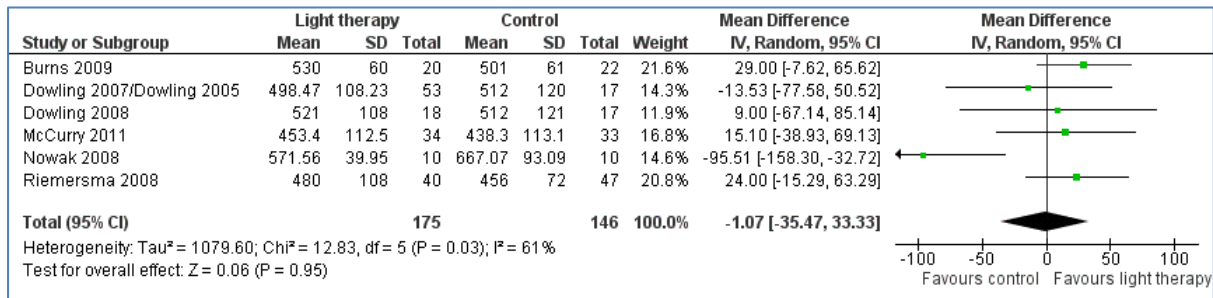 Light therapy Control Mean Difference Mean Difference
Study or Subgroup Mean SD Total Mean SD Total Weight IV, Random, 95% CI IV, Random, 95% CI
Burns 2009 530 60 20 501 61 22 21.6% 29.00 [-7.62, 65.62]
Dowling 2007/Dowling 2005 498.47 108.23 53 512 120 17 14.3% -13.53 [-77.58, 50.52]
Dowling 2008 521 108 18 512 121 17 11.9% 9.00 [-67.14, 85.14]
McCurry 2011 453.4 112.5 34 438.3 113.1 33 16.8% 15.10 [-38.93, 69.13]
Nowak 2008 571.56 39.95 10 667.07 93.09 10 14.6% -95.51 [-158.30, -32.72]
Riemersma 2008 480 108 40 456 72 47 20.8% 24.00 [-15.29, 63.29]
Total (95% CI) 175 146 100.0% -1.07 [-35.47, 33.33]
Heterogeneity: Tau² = 1079.60; Chi² = 12.83, df = 5 (P = 0.03); I² = 61%
Test for overall effect: Z = 0.06 (P = 0.95)
-100 -50 0 50 100
Favours control Favours light therapy